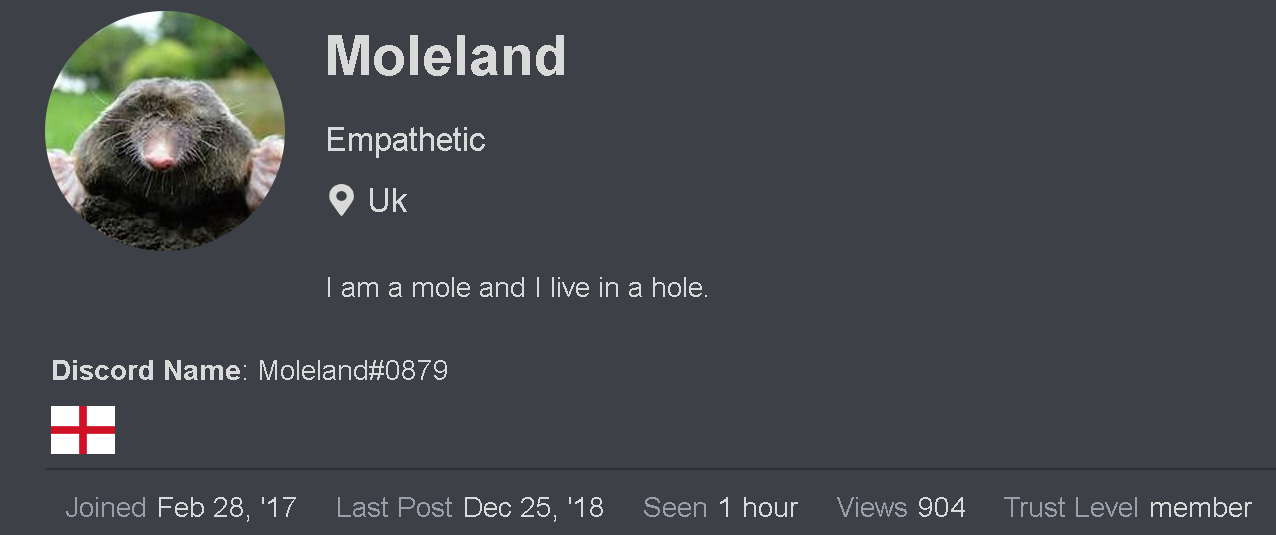 Moleland
Empathetic
Uk
I am a mole and I live in a hole.
Discord Name: Moleland#0879
Joined Feb 28, '17 Last Post Dec 25, '18 Seen 1 hour Views 904 Trust Level member